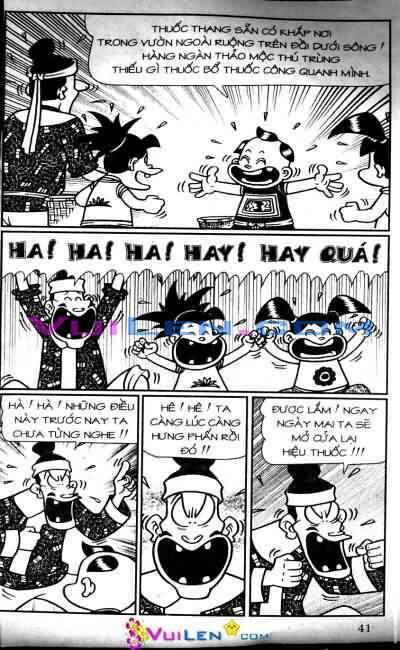 THUỐC THANG SẴN CÓ KHẮP NƠI
TRONG VƯỜN NGOÀI RUỘNG TRÊN ĐỒI DƯỚI SÔNG!
HÀNG NGÀN THẢO MỘC THÚ TRÙNG
THIẾU GÌ THUỐC BỔ THUỐC CÔNG QUANH MÌNH.
HA! HA! HA! HAY! HAY QUÁ!
VUILEN.COM
HÀ! HÀ! NHỮNG ĐIỀU
NÀY TRƯỚC NAY TA
CHƯA TỪNG NGHE!!
HÊ! HÊ! TA
CÀNG LÚC CÀNG
HƯNG PHẤN RỒI
ĐÓ!!
ĐƯỢC LẮM! NGAY
NGÀY MAI TA SẼ
MỞ CỬA LẠI
HIỆU THUỐC!!!
41
VUILEN.COM